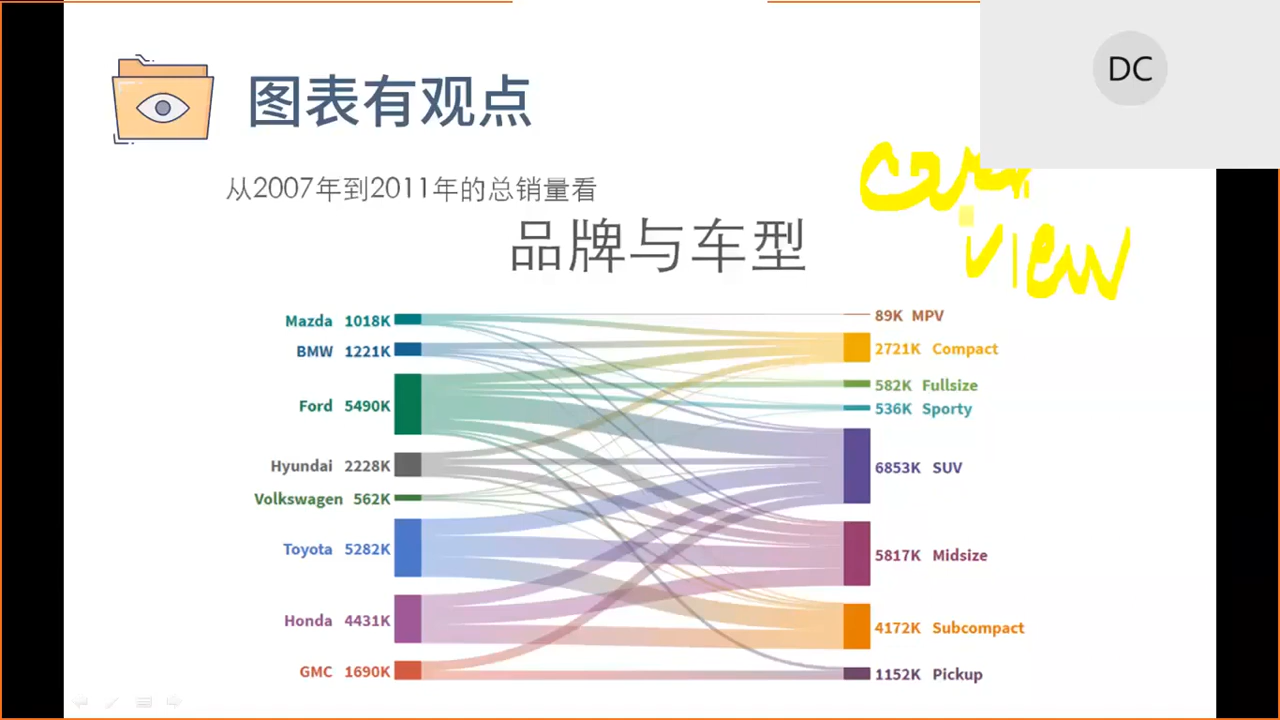 DC
图表有观点
从2007年到2011年的总销量看
view
品牌与车型
Mazda 1018K
BMW 1221K
Ford 5490K
Hyundai 2228K
Volkswagen 562K
Toyota 5282K
Honda 4431K
GMC 1690K
89K MPV
2721K Compact
582K Fullsize
536K Sporty
6853K SUV
5817K Midsize
4172K Subcompact
1152K Pickup